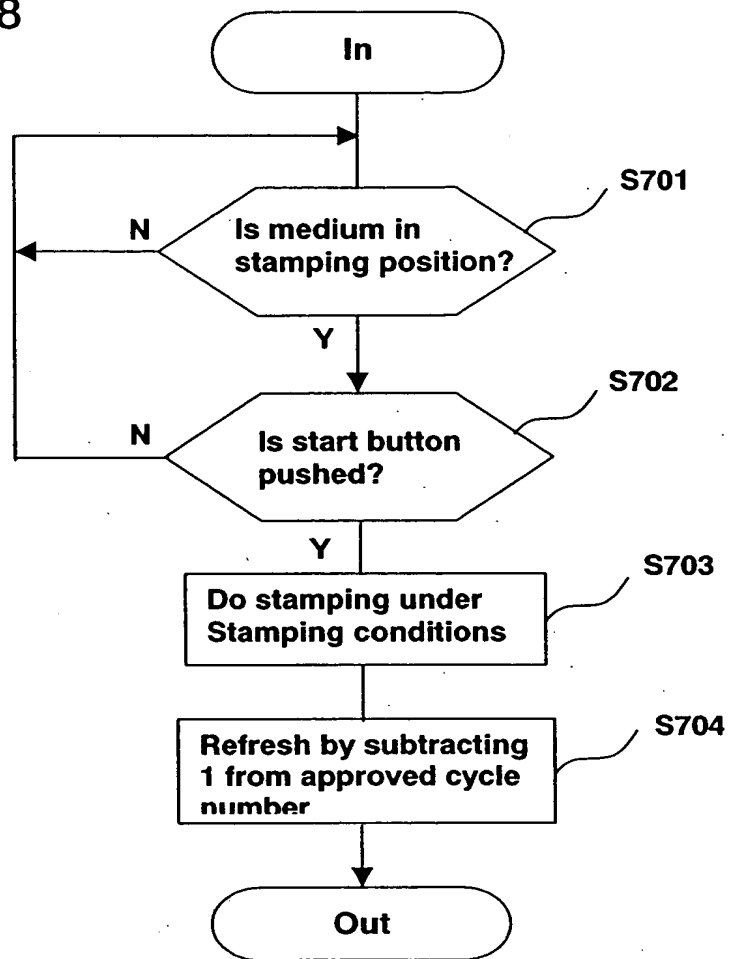 8
In
S701
N
Is medium in
stamping position?
Y
S702
N
Is start button
pushed?
Y
S703
Do stamping under
Stamping conditions
S704
Refresh by subtracting
1 from approved cycle
number
Out